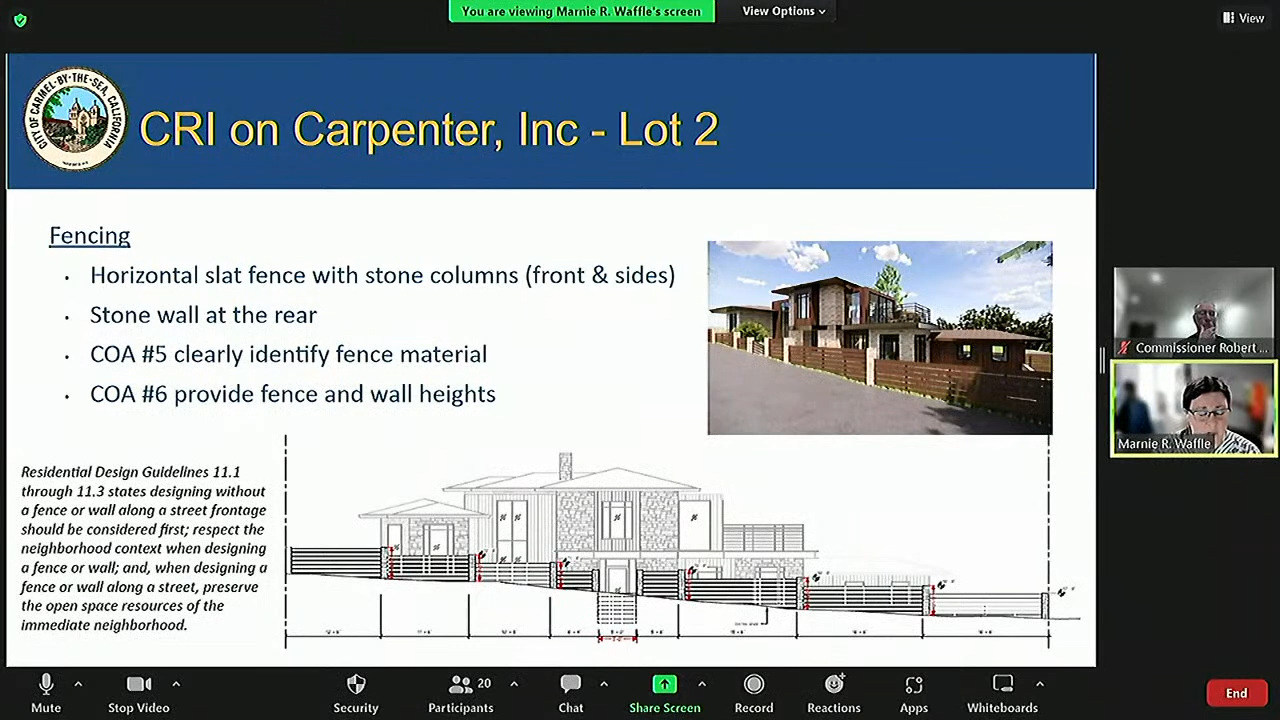 You are viewing Marnie R. Waffle's screen
View Options
View
CITY OF CARMEL-BY-THE-SEA, CALIFORNIA
CRI on Carpenter, Inc - Lot 2
Fencing
• Horizontal slat fence with stone columns (front & sides)
• Stone wall at the rear
• COA #5 clearly identify fence material
• COA #6 provide fence and wall heights
Commissioner Robert ...
Marnie R. Waffle
Residential Design Guidelines 11.1
through 11.3 states designing without
a fence or wall along a street frontage
should be considered first; respect the
neighborhood context when designing
a fence or wall; and, when designing a
fence or wall along a street, preserve
the open space resources of the
immediate neighborhood.
Mute
Stop Video
Security
Participants
20
Chat
Share Screen
Record
Reactions
Apps
Whiteboards
End